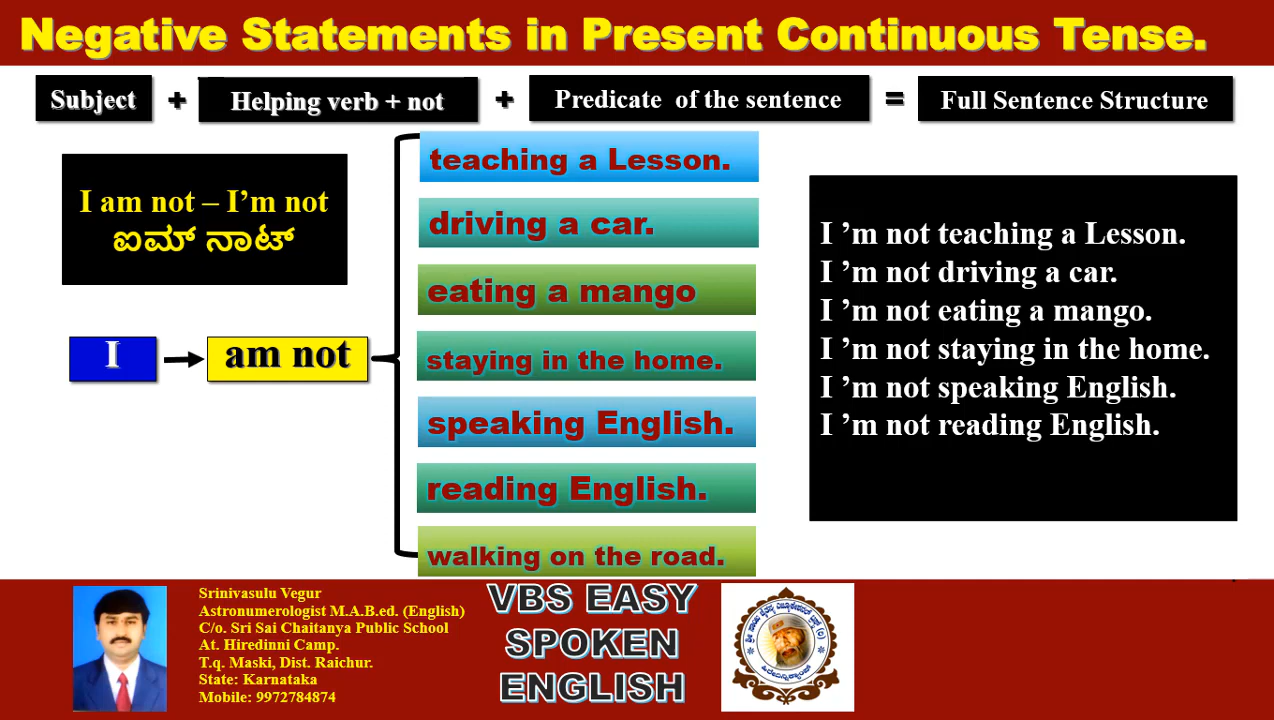 Negative Statements in Present Continuous Tense.
Subject + Helping verb + not + Predicate of the sentence = Full Sentence Structure
I am not – I’m not
ಐಮ್ ನಾಟ್
I
am not
teaching a Lesson.
driving a car.
eating a mango
staying in the home.
speaking English.
reading English.
walking on the road.
I ’m not teaching a Lesson.
I ’m not driving a car.
I ’m not eating a mango.
I ’m not staying in the home.
I ’m not speaking English.
I ’m not reading English.
Srinivasulu Vegur
Astronumerologist M.A.B.ed. (English)
C/o. Sri Sai Chaitanya Public School
At. Hiredinni Camp.
T.q. Maski, Dist. Raichur.
State: Karnataka
Mobile: 9972784874
VBS EASY
SPOKEN
ENGLISH